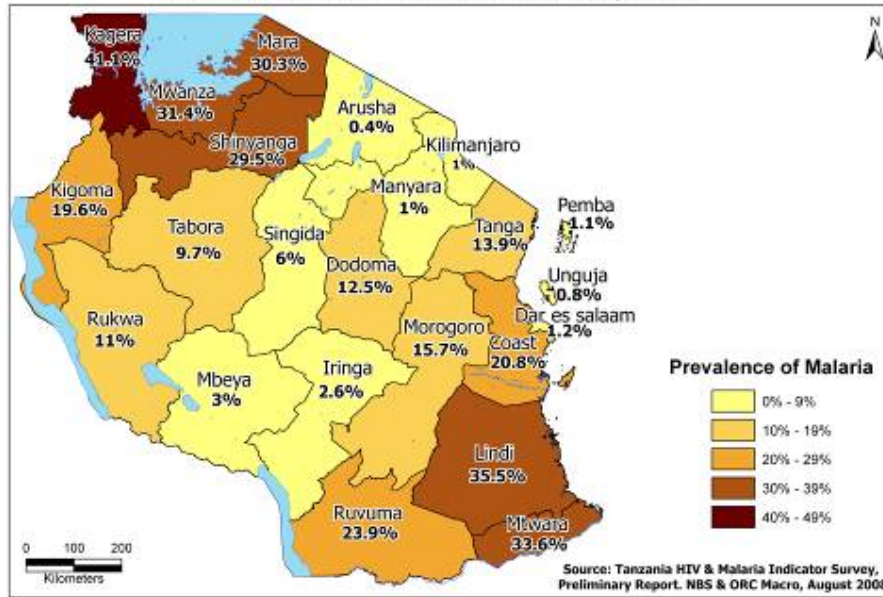 N
Kagera
41.1%
Mara
30.3%
Mwanza
31.4%
Arusha
0.4%
Shinyanga
29.5%
Kilimanjaro
1%
Kigoma
19.6%
Manyara
1%
Pemba
1.1%
Tabora
9.7%
Singida
6%
Tanga
13.9%
Dodoma
12.5%
Unguja
0.8%
Rukwa
11%
Morogoro
15.7%
Dar es salaam
1.2%
Coast
20.8%
Mbeya
3%
Iringa
2.6%
Lindi
35.5%
Ruvuma
23.9%
Mtwara
33.6%
Prevalence of Malaria
0% - 9%
10% - 19%
20% - 29%
30% - 39%
40% - 49%
0 100 200
Kilometers
Source: Tanzania HIV & Malaria Indicator Survey,
Preliminary Report. NBS & ORC Macro, August 2008